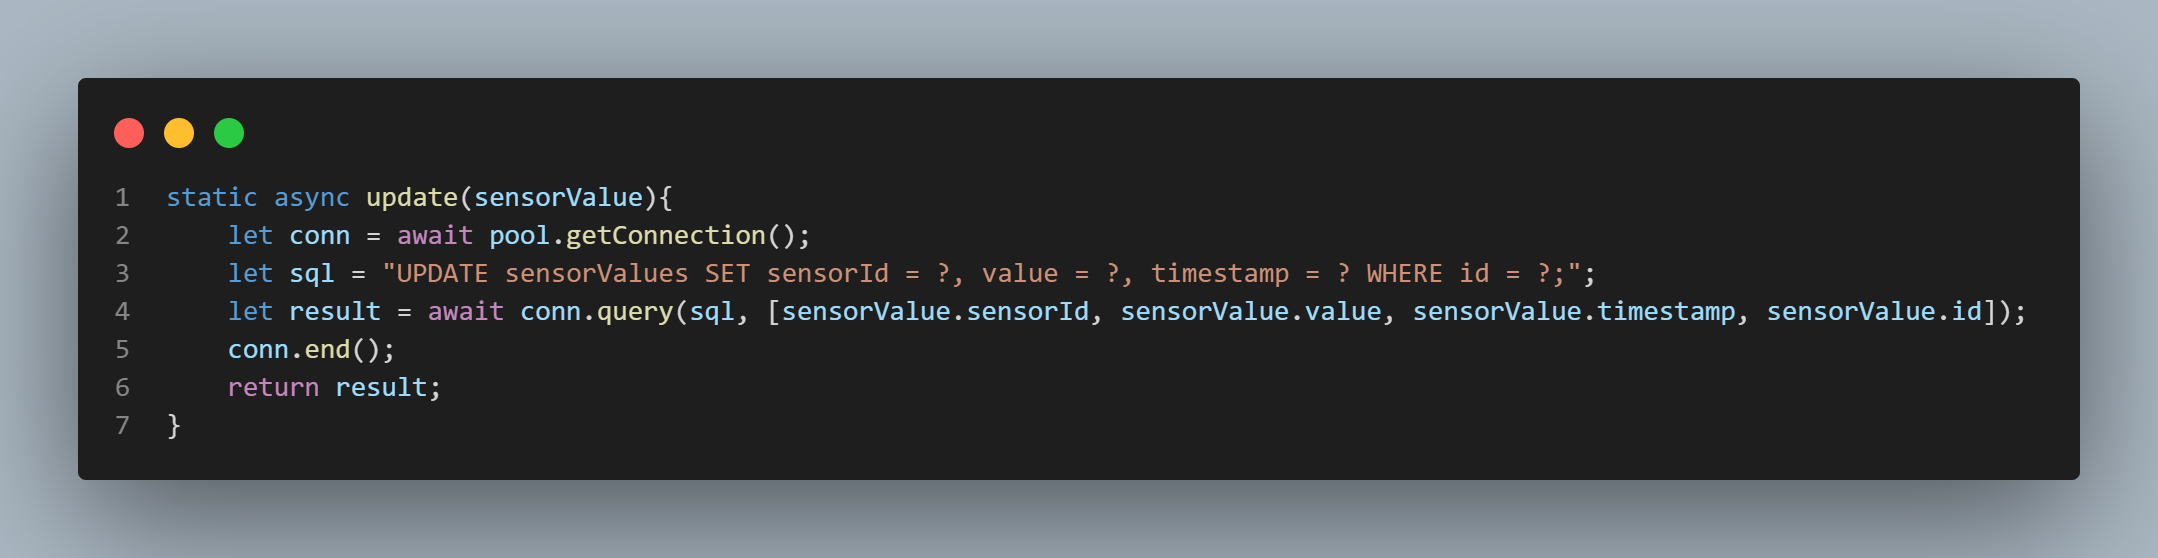 1 static async update(sensorValue){
2     let conn = await pool.getConnection();
3     let sql = "UPDATE sensorValues SET sensorId = ?, value = ?, timestamp = ? WHERE id = ?;";
4     let result = await conn.query(sql, [sensorValue.sensorId, sensorValue.value, sensorValue.timestamp, sensorValue.id]);
5     conn.end();
6     return result;
7 }